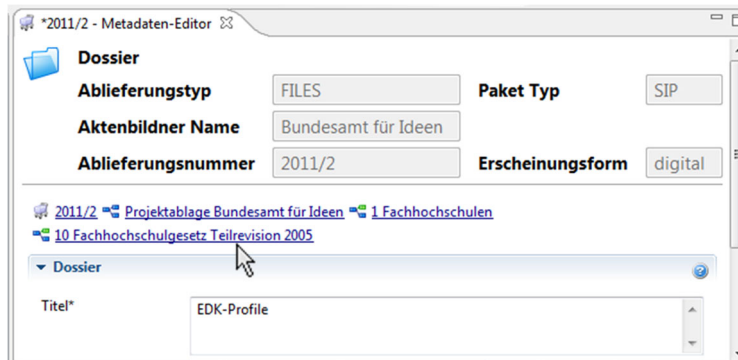 *2011/2 - Metadaten-Editor
Dossier
Ablieferungstyp FILES Paket Typ SIP
Aktenbildner Name Bundesamt für Ideen
Ablieferungsnummer 2011/2 Erscheinungsform digital
2011/2 Projektablage Bundesamt für Ideen 1 Fachhochschulen
10 Fachhochschulgesetz Teilrevision 2005
Dossier ?
Titel* EDK-Profile